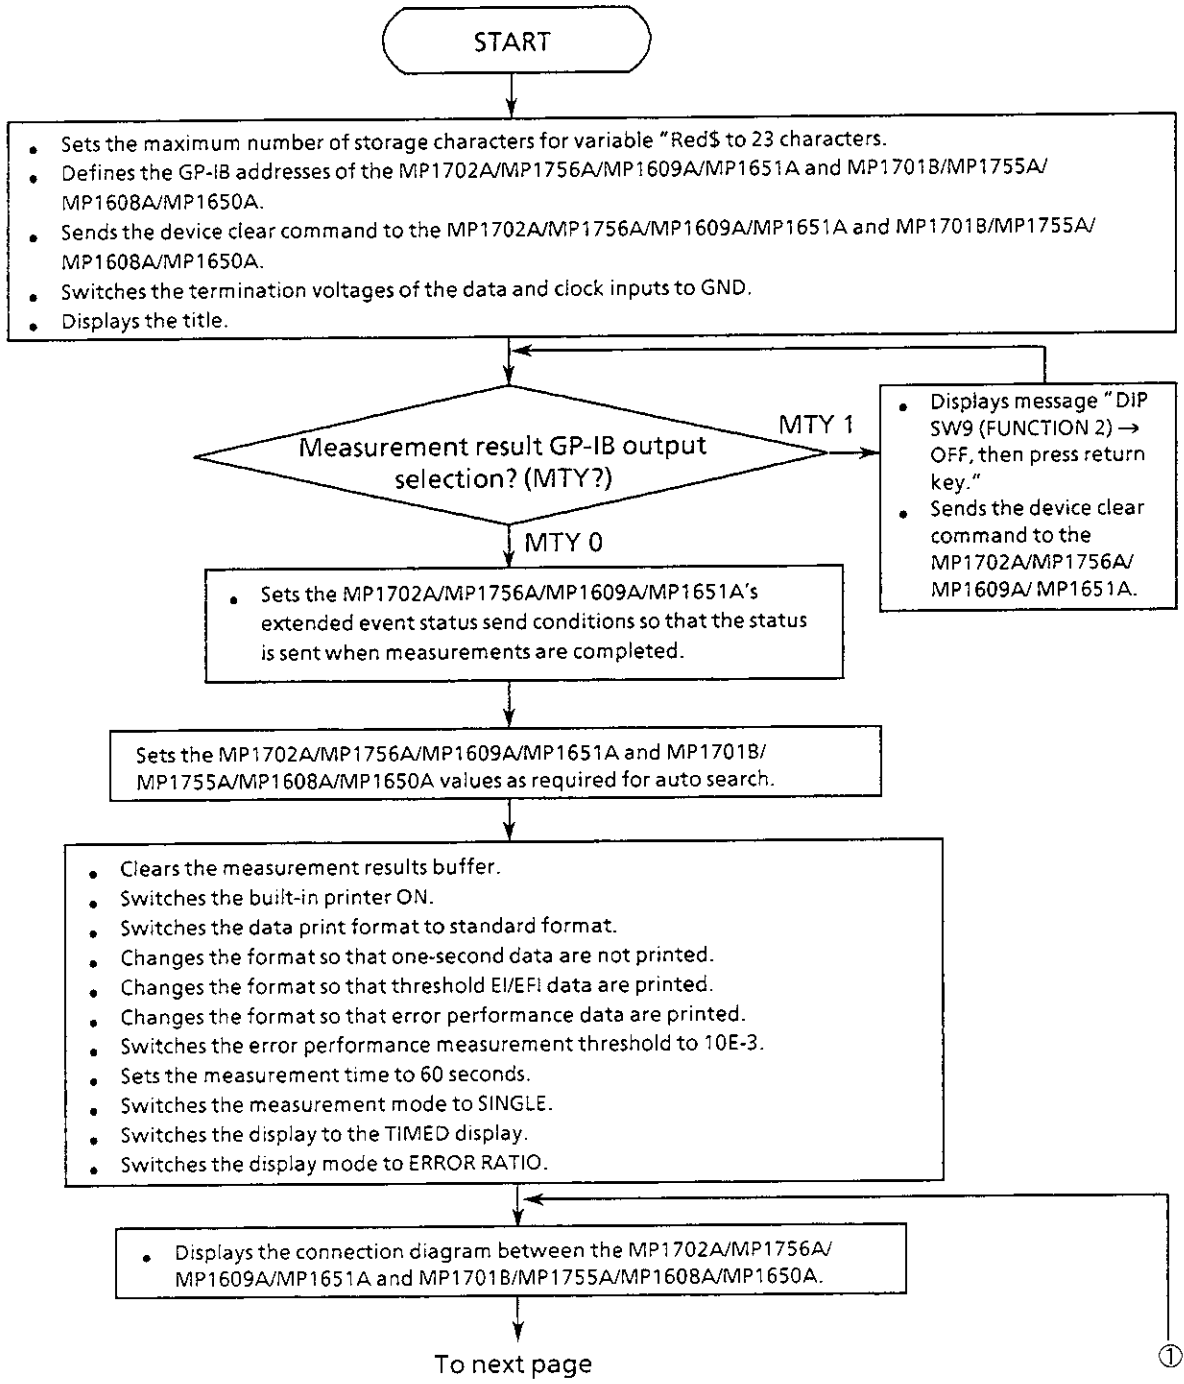 START
• Sets the maximum number of storage characters for variable "Red$ to 23 characters.
• Defines the GP-IB addresses of the MP1702A/MP1756A/MP1609A/MP1651A and MP1701B/MP1755A/
MP1608A/MP1650A.
• Sends the device clear command to the MP1702A/MP1756A/MP1609A/MP1651A and MP1701B/MP1755A/
MP1608A/MP1650A.
• Switches the termination voltages of the data and clock inputs to GND.
• Displays the title.
Measurement result GP-IB output
selection? (MTY?)
MTY 1
• Displays message "DIP
SW9 (FUNCTION 2) →
OFF, then press return
key."
• Sends the device clear
command to the
MP1702A/MP1756A/
MP1609A/ MP1651A.
MTY 0
• Sets the MP1702A/MP1756A/MP1609A/MP1651A's
extended event status send conditions so that the status
is sent when measurements are completed.
Sets the MP1702A/MP1756A/MP1609A/MP1651A and MP1701B/
MP1755A/MP1608A/MP1650A values as required for auto search.
• Clears the measurement results buffer.
• Switches the built-in printer ON.
• Switches the data print format to standard format.
• Changes the format so that one-second data are not printed.
• Changes the format so that threshold EI/EFI data are printed.
• Changes the format so that error performance data are printed.
• Switches the error performance measurement threshold to 10E-3.
• Sets the measurement time to 60 seconds.
• Switches the measurement mode to SINGLE.
• Switches the display to the TIMED display.
• Switches the display mode to ERROR RATIO.
• Displays the connection diagram between the MP1702A/MP1756A/
MP1609A/MP1651A and MP1701B/MP1755A/MP1608A/MP1650A.
To next page
①